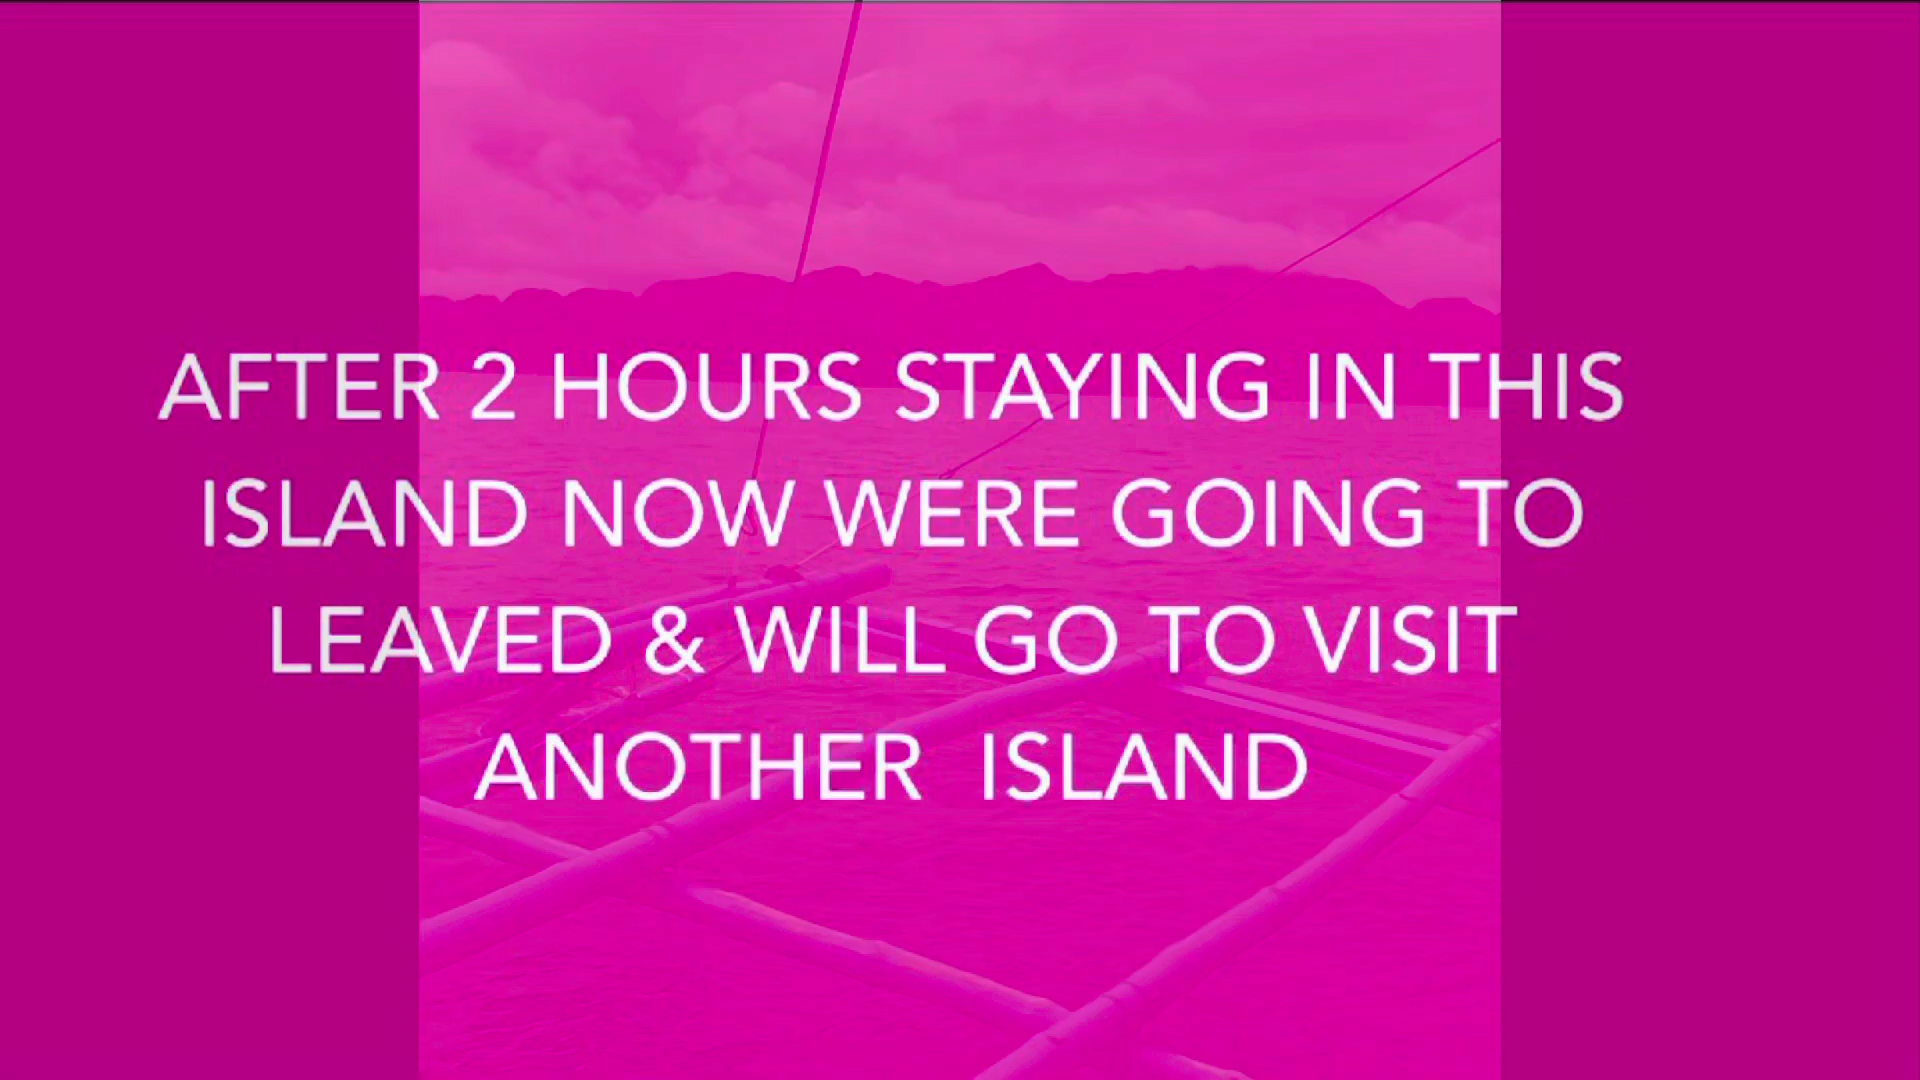 AFTER 2 HOURS STAYING IN THIS
ISLAND NOW WERE GOING TO
LEAVED & WILL GO TO VISIT
ANOTHER  ISLAND